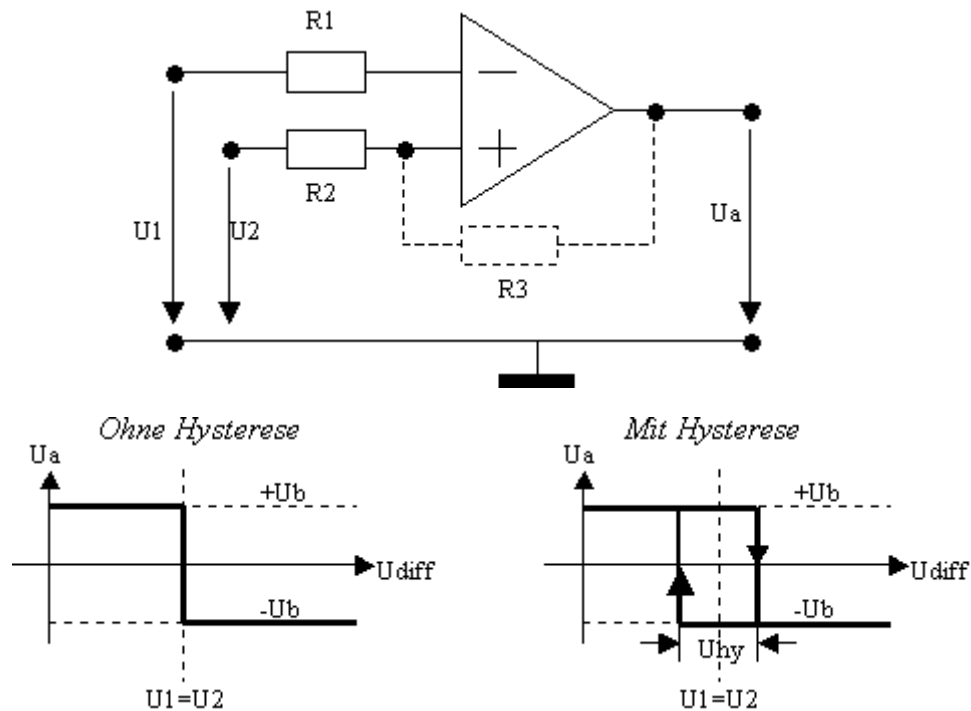 R1
R2
U1
U2
Ua
R3
Ohne Hysterese
Ua
+Ub
Udiff
-Ub
U1=U2
Mit Hysterese
Ua
+Ub
Udiff
-Ub
Uhy
U1=U2